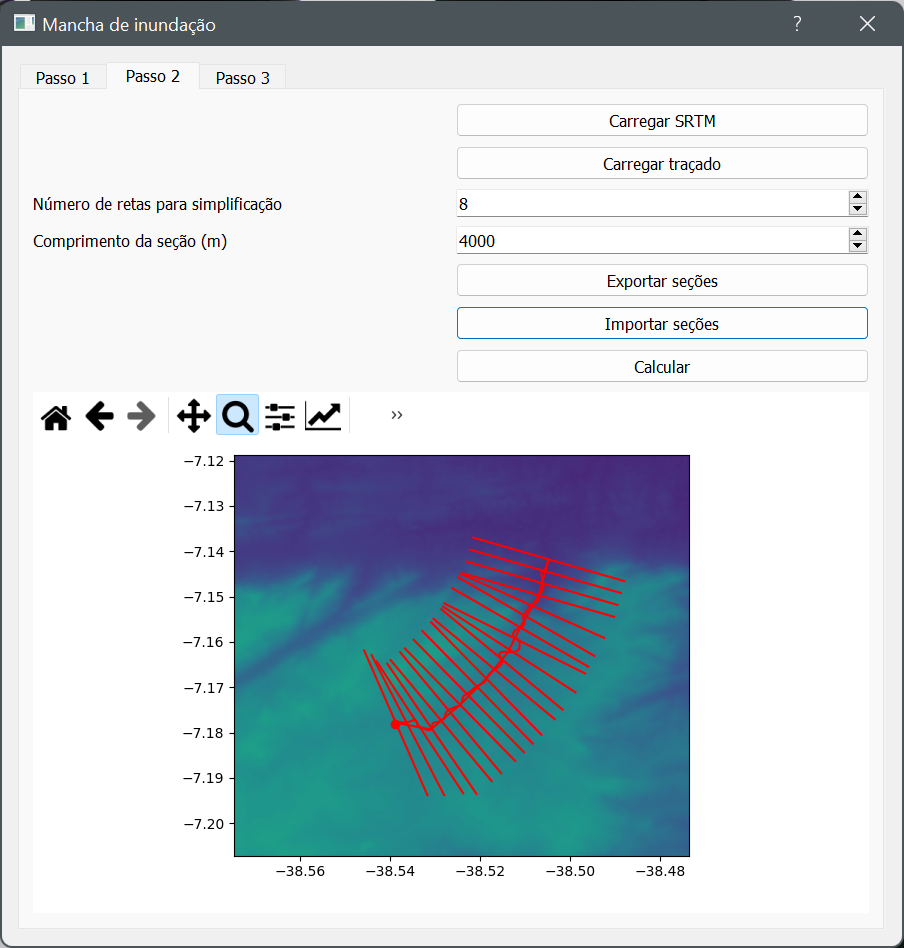 Mancha de inundação
?
Passo 1
Passo 2
Passo 3
Carregar SRTM
Carregar traçado
Número de retas para simplificação
8
Comprimento da seção (m)
4000
Exportar seções
Importar seções
Calcular
»
−7.12
−7.13
−7.14
−7.15
−7.16
−7.17
−7.18
−7.19
−7.20
−38.56
−38.54
−38.52
−38.50
−38.48